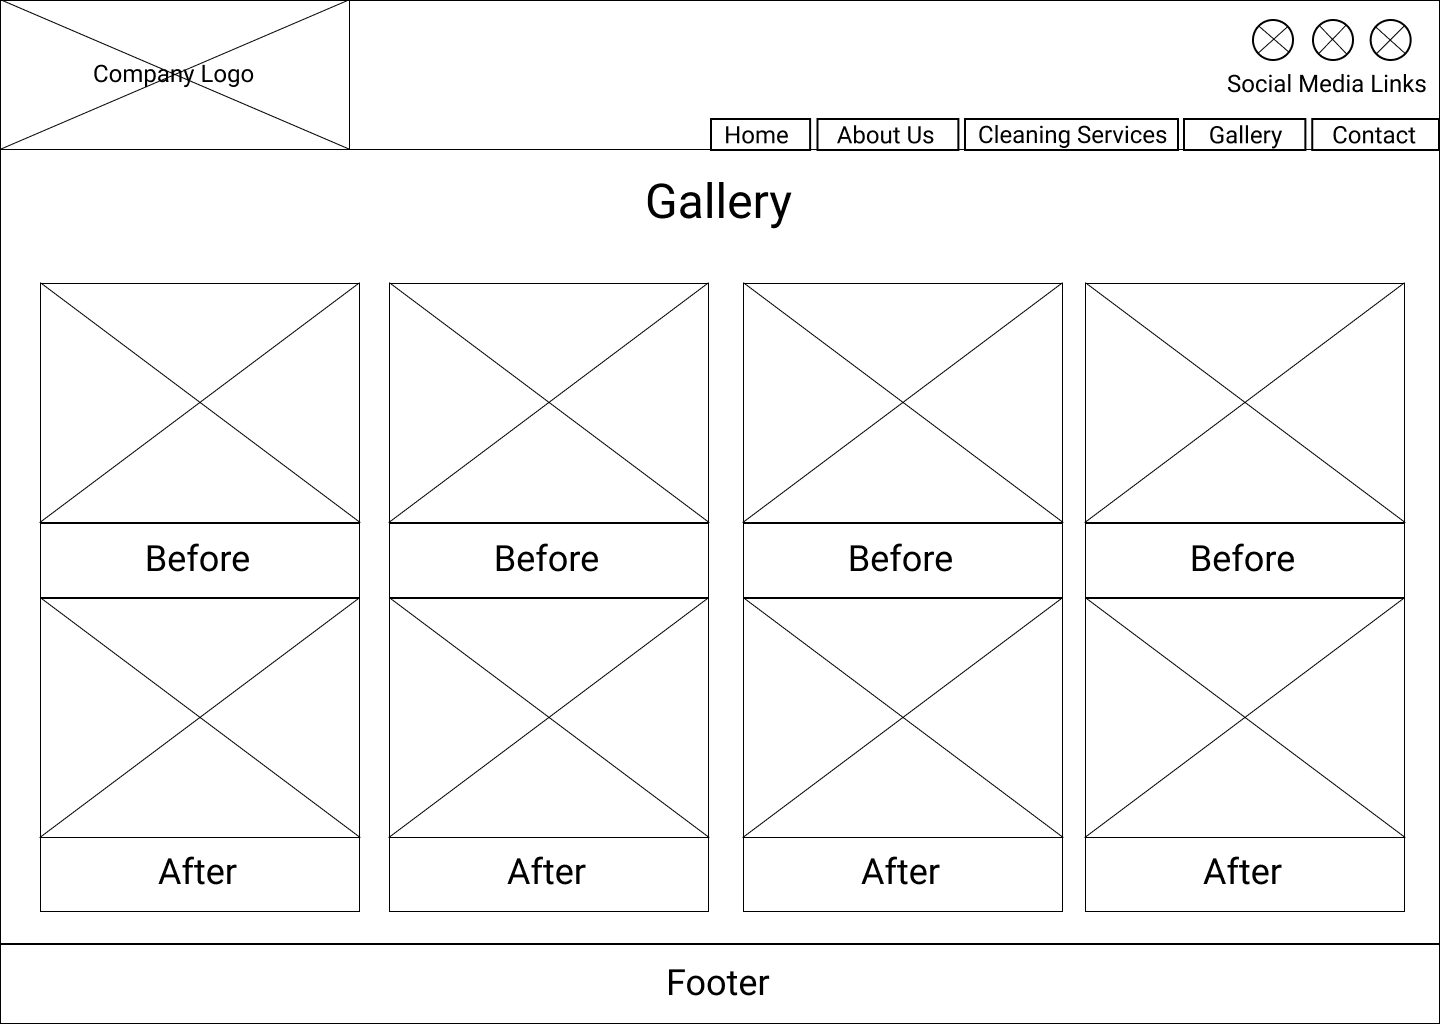 Company Logo
Social Media Links
Home About Us Cleaning Services Gallery Contact
Gallery
Before Before Before Before
After After After After
Footer